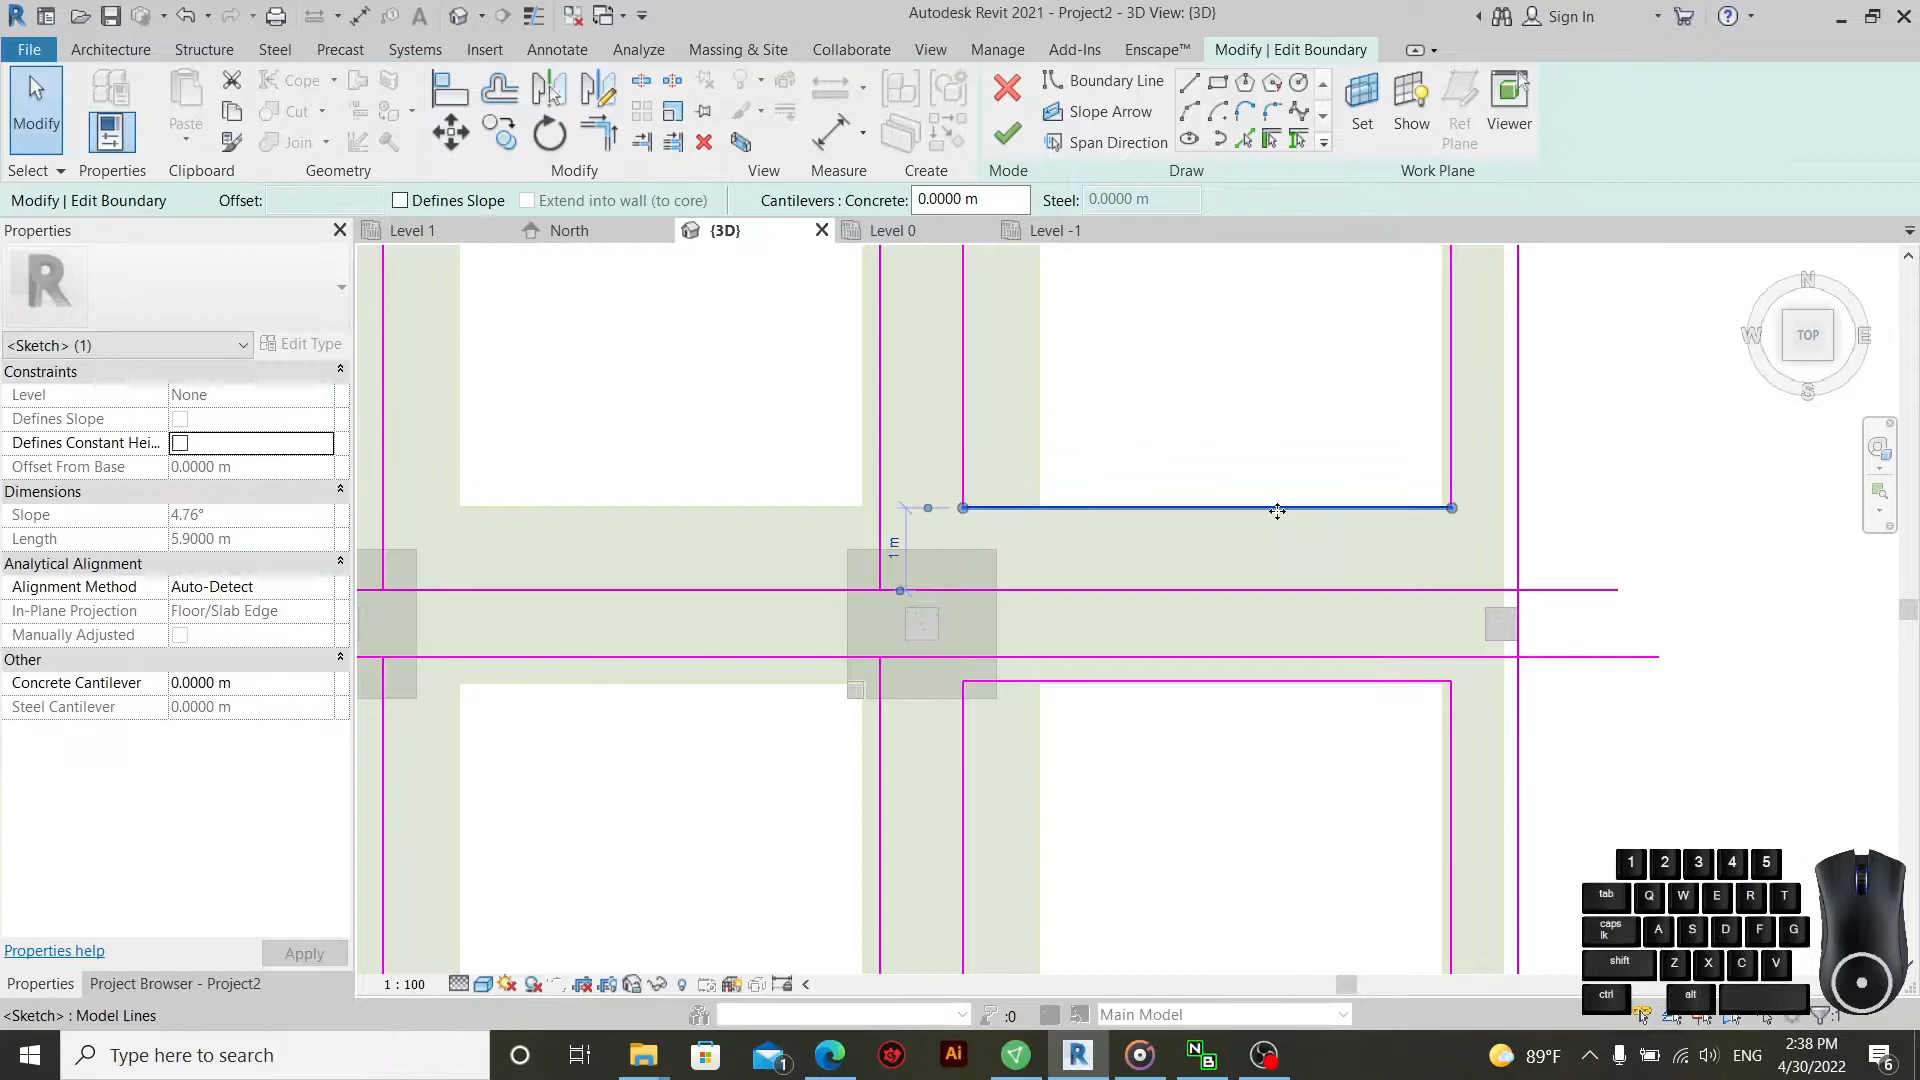 Autodesk Revit 2021 - Project2 - 3D View: {3D}
Sign In
File
Architecture
Structure
Steel
Precast
Systems
Insert
Annotate
Analyze
Massing & Site
Collaborate
View
Manage
Add-Ins
Enscape™
Modify | Edit Boundary
Modify
Paste
Cope
Cut
Join
Boundary Line
Slope Arrow
Span Direction
Set
Show
Ref
Plane
Viewer
Select
Properties
Clipboard
Geometry
Modify
View
Measure
Create
Mode
Draw
Work Plane
Modify | Edit Boundary
Offset:
Defines Slope
Extend into wall (to core)
Cantilevers : Concrete:
0.0000 m
Steel:
0.0000 m
Properties
Level 1
North
{3D}
Level 0
Level -1
R
<Sketch> (1)
Edit Type
Constraints
Level None
Defines Slope
Defines Constant Hei...
Offset From Base 0.0000 m
Dimensions
Slope 4.76°
Length 5.9000 m
Analytical Alignment
Alignment Method Auto-Detect
In-Plane Projection Floor/Slab Edge
Manually Adjusted
Other
Concrete Cantilever 0.0000 m
Steel Cantilever 0.0000 m
1 m
N
W
TOP
E
S
Properties help
Apply
Properties
Project Browser - Project2
1 : 100
<Sketch> : Model Lines
:0
Main Model
:1
1 2 3 4 5
tab Q W E R T
caps lk A S D F G
shift Z X C V
ctrl alt
Type here to search
1
Ai
R
N
B
89°F
ENG
2:38 PM
4/30/2022
6